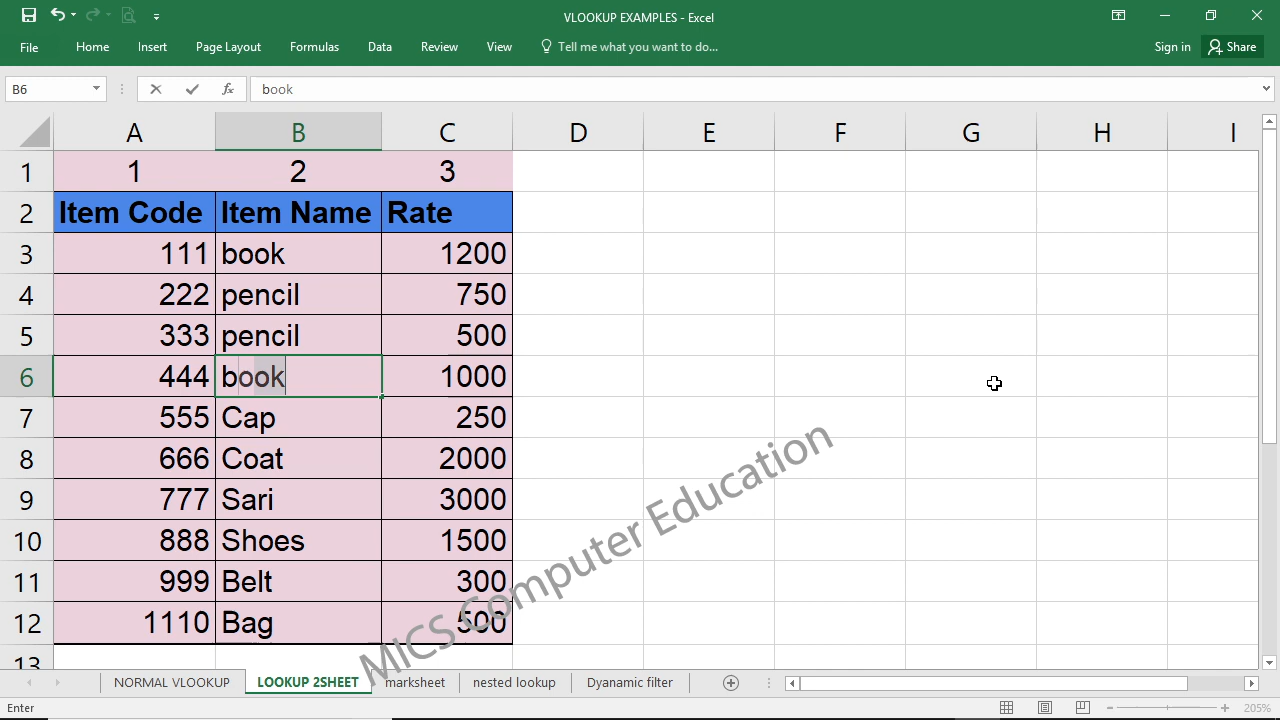 VLOOKUP EXAMPLES - Excel
File Home Insert Page Layout Formulas Data Review View Tell me what you want to do... Sign in Share
B6 fx book
A B C D E F G H I
1 1 2 3
2 Item Code Item Name Rate
3 111 book 1200
4 222 pencil 750
5 333 pencil 500
6 444 book 1000
7 555 Cap 250
8 666 Coat 2000
9 777 Sari 3000
10 888 Shoes 1500
11 999 Belt 300
12 1110 Bag 500
13
MICS Computer Education
NORMAL VLOOKUP LOOKUP 2SHEET marksheet nested lookup Dyanamic filter
Enter 205%